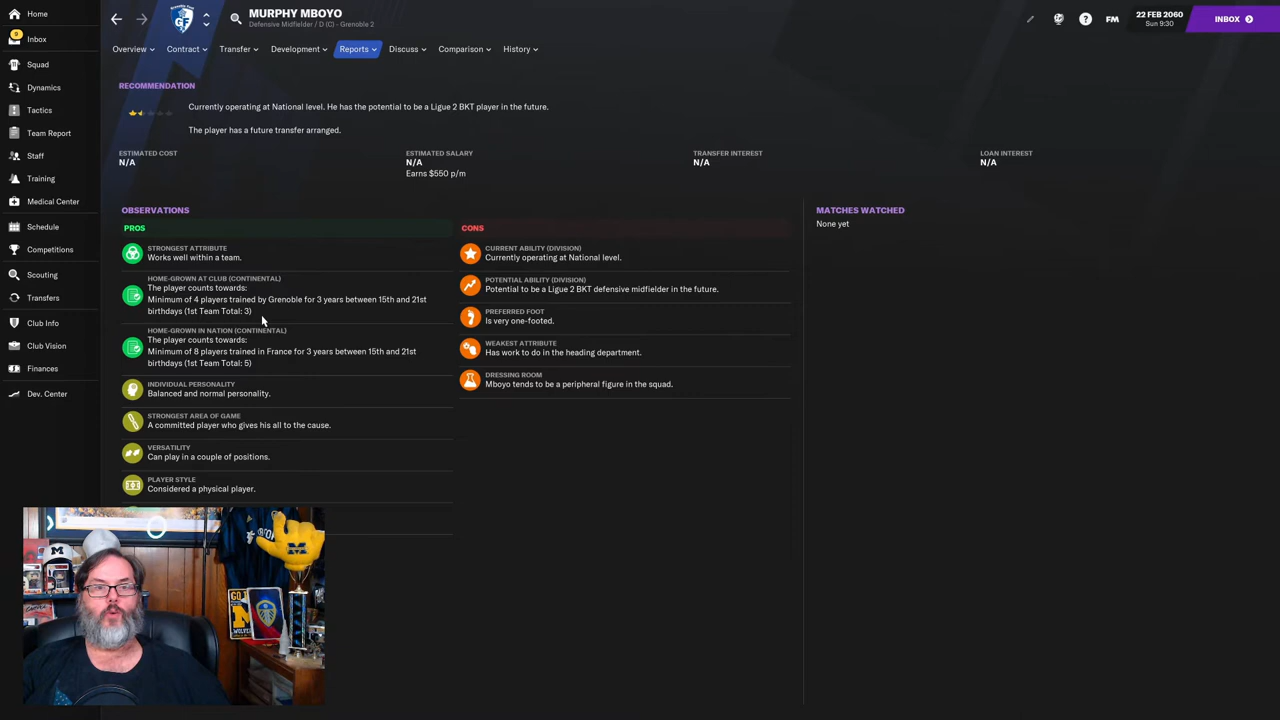 Home
MURPHY MBOYO
Defensive Midfielder / D (C) - Grenoble 2
FM
22 FEB 2060
Sun 9:30
INBOX
9
Inbox
Squad
Dynamics
Tactics
Team Report
Staff
Training
Medical Center
Schedule
Competitions
Scouting
Transfers
Club Info
Club Vision
Finances
Dev. Center
Overview
Contract
Transfer
Development
Reports
Discuss
Comparison
History
RECOMMENDATION
Currently operating at National level. He has the potential to be a Ligue 2 BKT player in the future.
The player has a future transfer arranged.
ESTIMATED COST
N/A
ESTIMATED SALARY
N/A
Earns $550 p/m
TRANSFER INTEREST
N/A
LOAN INTEREST
N/A
OBSERVATIONS
PROS
STRONGEST ATTRIBUTE
Works well within a team.
HOME-GROWN AT CLUB (CONTINENTAL)
The player counts towards:
Minimum of 4 players trained by Grenoble for 3 years between 15th and 21st
birthdays (1st Team Total: 3)
HOME-GROWN IN NATION (CONTINENTAL)
The player counts towards:
Minimum of 8 players trained in France for 3 years between 15th and 21st
birthdays (1st Team Total: 5)
INDIVIDUAL PERSONALITY
Balanced and normal personality.
STRONGEST AREA OF GAME
A committed player who gives his all to the cause.
VERSATILITY
Can play in a couple of positions.
PLAYER STYLE
Considered a physical player.
CONS
CURRENT ABILITY (DIVISION)
Currently operating at National level.
POTENTIAL ABILITY (DIVISION)
Potential to be a Ligue 2 BKT defensive midfielder in the future.
PREFERRED FOOT
Is very one-footed.
WEAKEST ATTRIBUTE
Has work to do in the heading department.
DRESSING ROOM
Mboyo tends to be a peripheral figure in the squad.
MATCHES WATCHED
None yet
M
M
GO
M